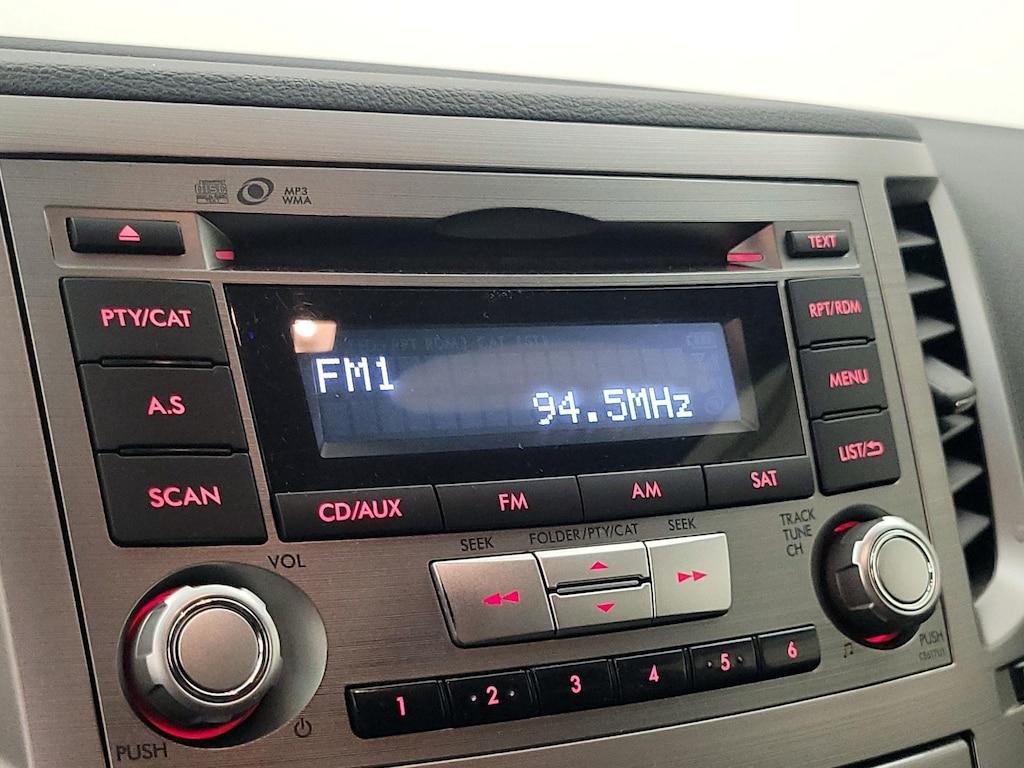 disc
MP3
WMA
TEXT
PTY/CAT
RPT/RDM
A.S
FM1
94.5MHz
MENU
SCAN
LIST/
CD/AUX
FM
AM
SAT
VOL
SEEK
FOLDER/PTY/CAT
SEEK
TRACK
TUNE
CH
1
2
3
4
5
6
PUSH
PUSH